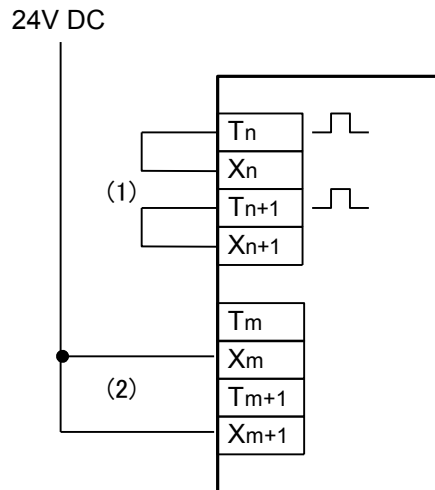 24V DC
Tn
Xn
(1)
Tn+1
Xn+1
Tm
Xm
(2)
Tm+1
Xm+1